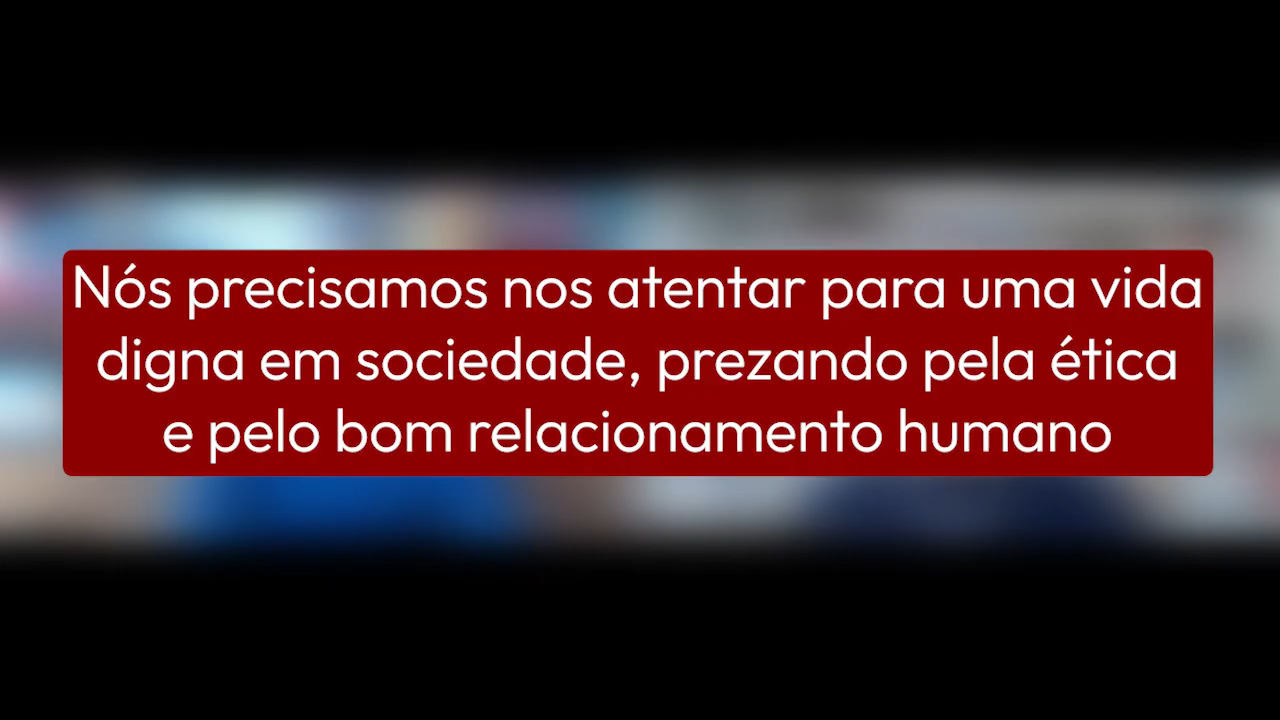 Nós precisamos nos atentar para uma vida
digna em sociedade, prezando pela ética
e pelo bom relacionamento humano